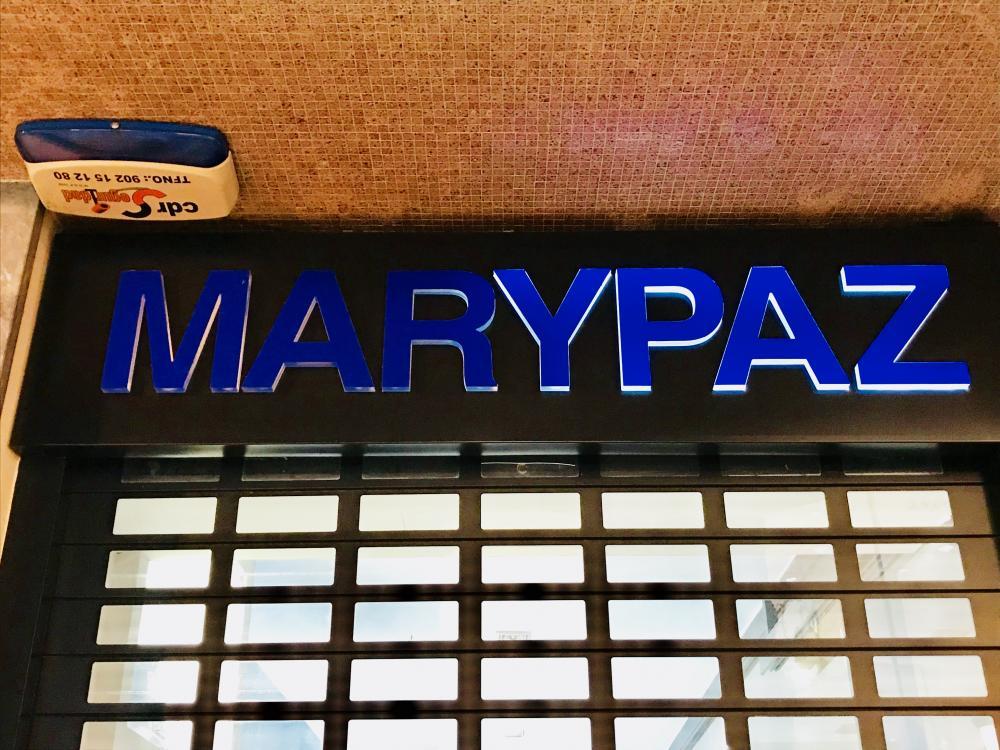 cdr Seguridad
TFNO.: 902 15 12 80
MARYPAZ